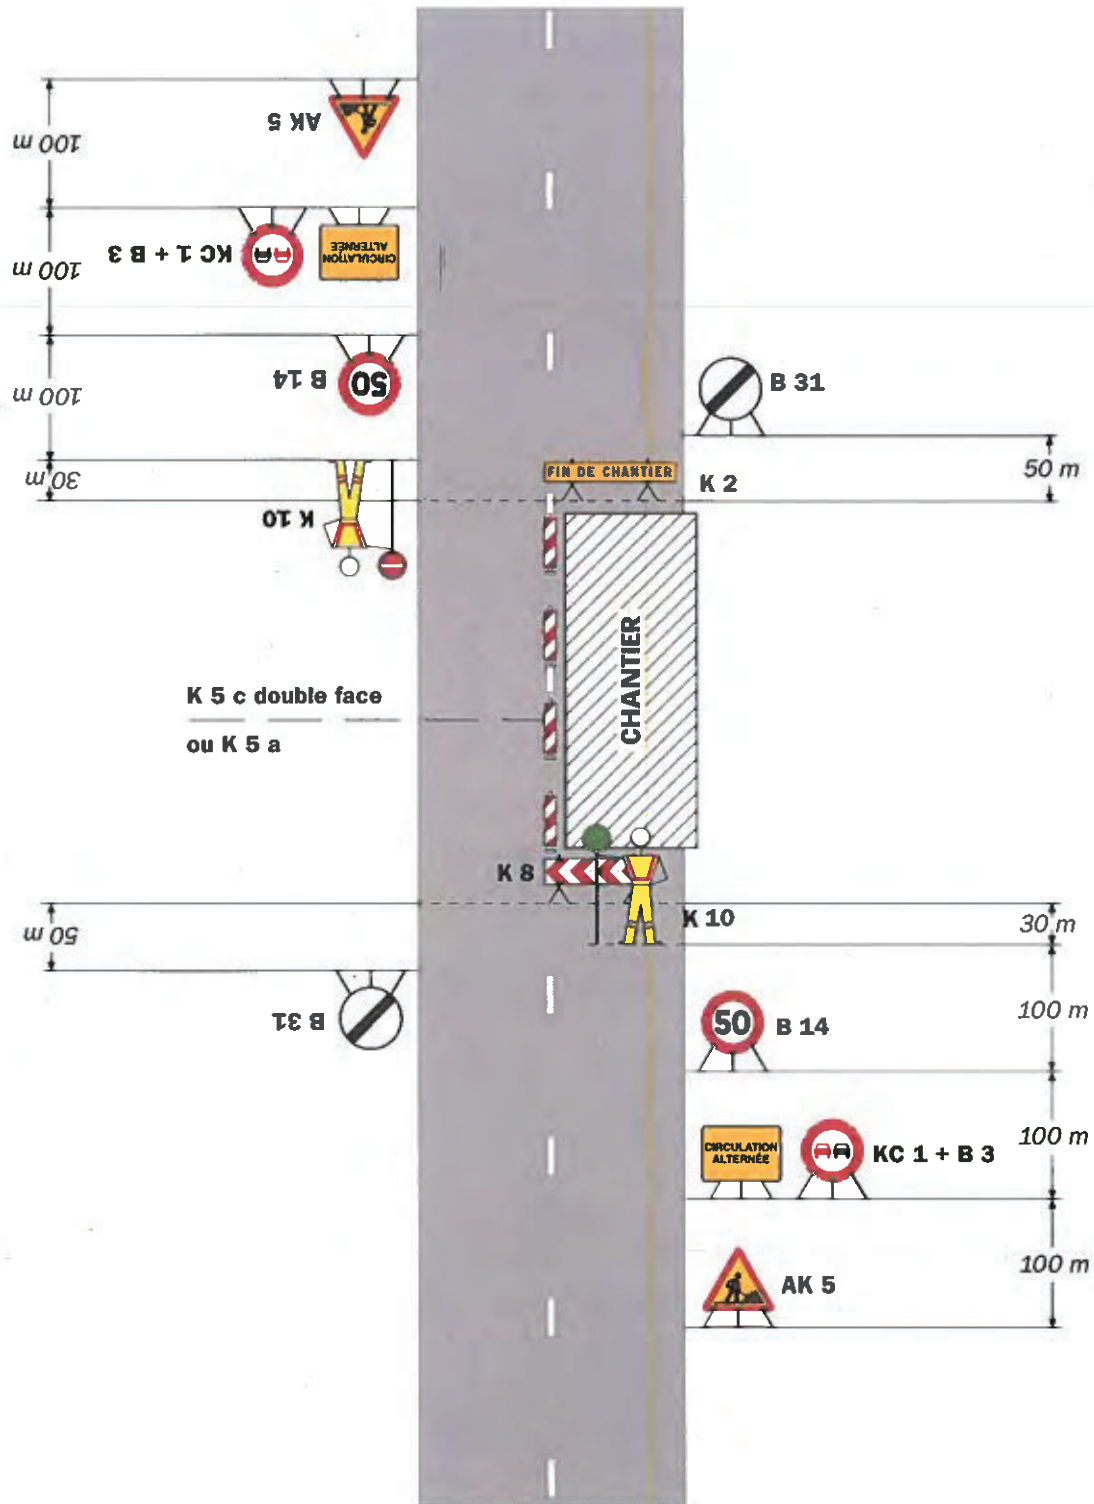 AK 5
100 m
KC 1 + B 3
CIRCULATION
ALTERNÉE
100 m
B 14
50
100 m
B 31
30 m
K 10
FIN DE CHANTIER
K 2
50 m
CHANTIER
K 5 c double face
ou K 5 a
K 8
K 10
30 m
50 m
B 31
50
B 14
100 m
CIRCULATION
ALTERNÉE
KC 1 + B 3
100 m
AK 5
100 m